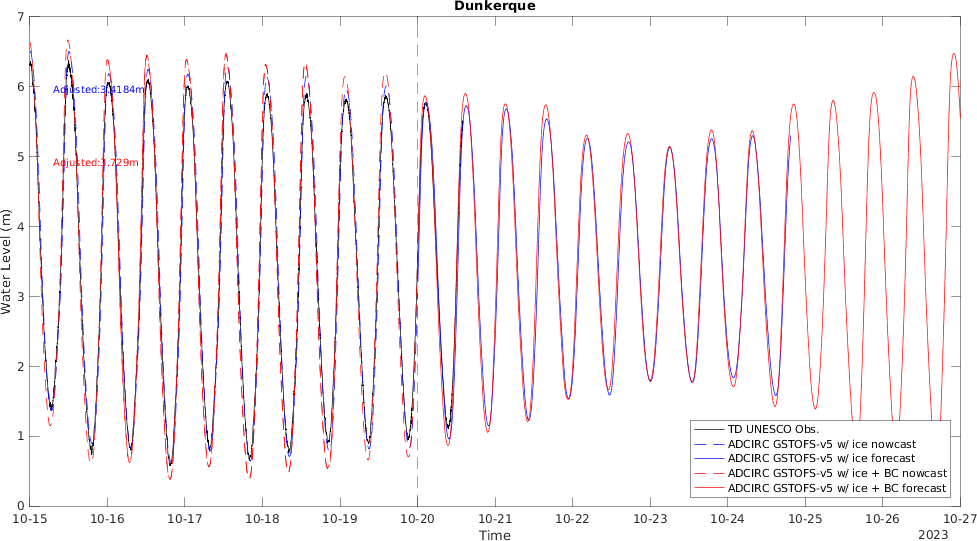 Dunkerque
7
6
5
4
3
2
1
0
Water Level (m)
Adjusted:3.4184m
Adjusted:3.729m
TD UNESCO Obs.
ADCIRC GSTOFS-v5 w/ ice nowcast
ADCIRC GSTOFS-v5 w/ ice forecast
ADCIRC GSTOFS-v5 w/ ice + BC nowcast
ADCIRC GSTOFS-v5 w/ ice + BC forecast
10-15 10-16 10-17 10-18 10-19 10-20 10-21 10-22 10-23 10-24 10-25 10-26 10-27
Time
2023